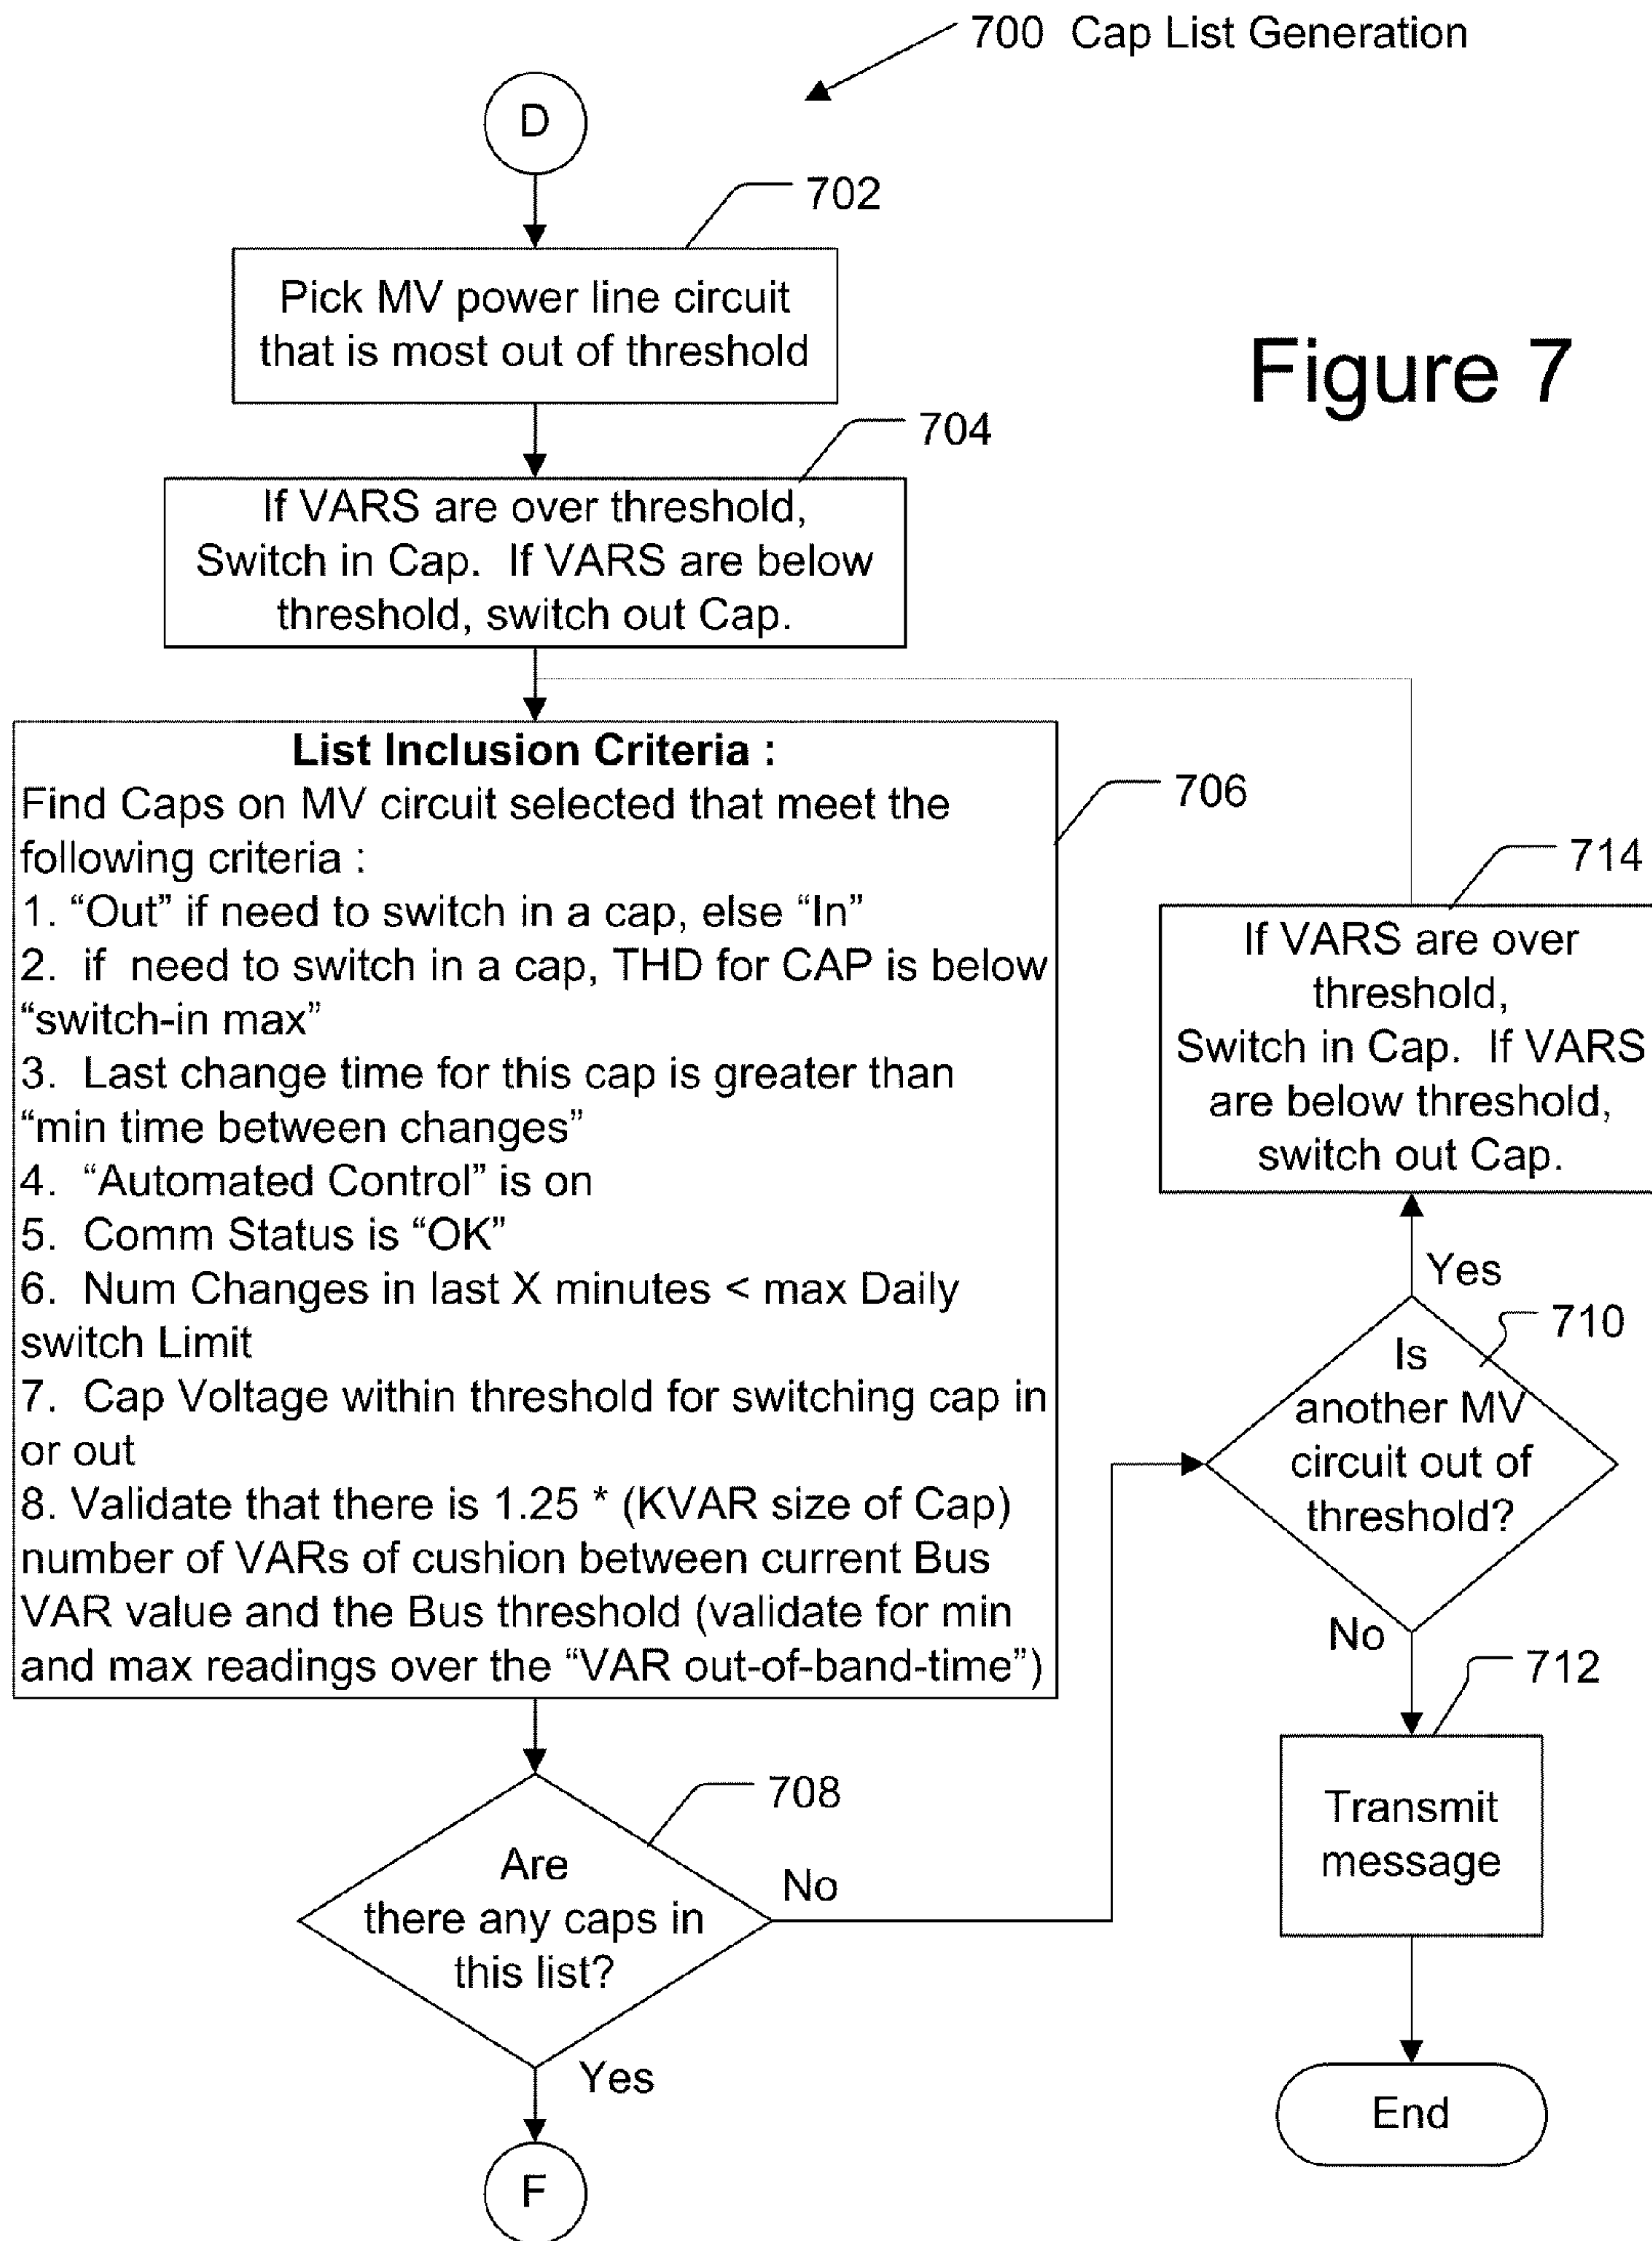 700 Cap List Generation
D
702
Pick MV power line circuit
that is most out of threshold
Figure 7
704
If VARS are over threshold,
Switch in Cap. If VARS are below
threshold, switch out Cap.
List Inclusion Criteria :
Find Caps on MV circuit selected that meet the
following criteria :
1. “Out” if need to switch in a cap, else “In”
2. if need to switch in a cap, THD for CAP is below
“switch-in max”
3. Last change time for this cap is greater than
“min time between changes”
4. “Automated Control” is on
5. Comm Status is “OK”
6. Num Changes in last X minutes < max Daily
switch Limit
7. Cap Voltage within threshold for switching cap in
or out
8. Validate that there is 1.25 * (KVAR size of Cap)
number of VARs of cushion between current Bus
VAR value and the Bus threshold (validate for min
and max readings over the “VAR out-of-band-time”)
706
714
If VARS are over
threshold,
Switch in Cap. If VARS
are below threshold,
switch out Cap.
Yes
710
Is
another MV
circuit out of
threshold?
No
712
Transmit
message
End
708
Are
there any caps in
this list?
No
Yes
F